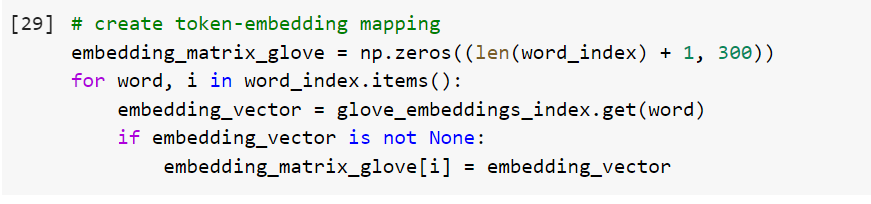 [29] # create token-embedding mapping
embedding_matrix_glove = np.zeros((len(word_index) + 1, 300))
for word, i in word_index.items():
    embedding_vector = glove_embeddings_index.get(word)
    if embedding_vector is not None:
        embedding_matrix_glove[i] = embedding_vector